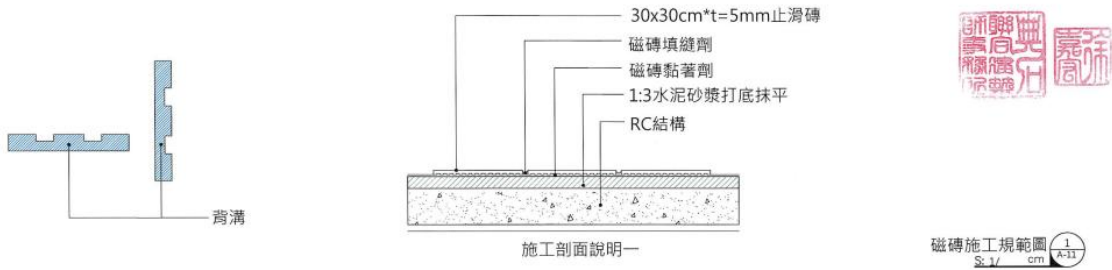 30x30cm*t=5mm止滑磚
磁磚填縫劑
磁磚黏著劑
1:3水泥砂漿打底抹平
RC結構
背溝
施工剖面說明一
磁磚施工規範圖
S: 1/ cm
1
A-11